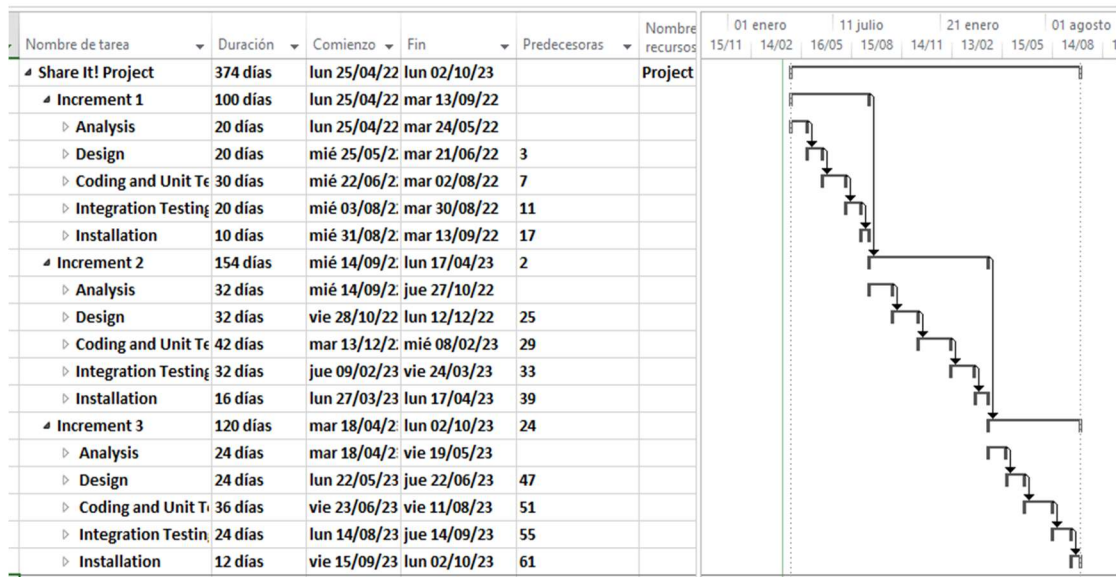 Nombre de tarea Duración Comienzo Fin Predecesoras Nombre recursos
01 enero 11 julio 21 enero 01 agosto
15/11 14/02 16/05 15/08 14/11 13/02 15/05 14/08 1
Share It! Project 374 días lun 25/04/22 lun 02/10/23 Project
Increment 1 100 días lun 25/04/22 mar 13/09/22
Analysis 20 días lun 25/04/22 mar 24/05/22
Design 20 días mié 25/05/2 mar 21/06/22 3
Coding and Unit Te 30 días mié 22/06/2 mar 02/08/22 7
Integration Testing 20 días mié 03/08/2 mar 30/08/22 11
Installation 10 días mié 31/08/2 mar 13/09/22 17
Increment 2 154 días mié 14/09/2 lun 17/04/23 2
Analysis 32 días mié 14/09/2 jue 27/10/22
Design 32 días vie 28/10/22 lun 12/12/22 25
Coding and Unit Te 42 días mar 13/12/2 mié 08/02/23 29
Integration Testing 32 días jue 09/02/23 vie 24/03/23 33
Installation 16 días lun 27/03/23 lun 17/04/23 39
Increment 3 120 días mar 18/04/2 lun 02/10/23 24
Analysis 24 días mar 18/04/2 vie 19/05/23
Design 24 días lun 22/05/23 jue 22/06/23 47
Coding and Unit T 36 días vie 23/06/23 vie 11/08/23 51
Integration Testin 24 días lun 14/08/23 jue 14/09/23 55
Installation 12 días vie 15/09/23 lun 02/10/23 61